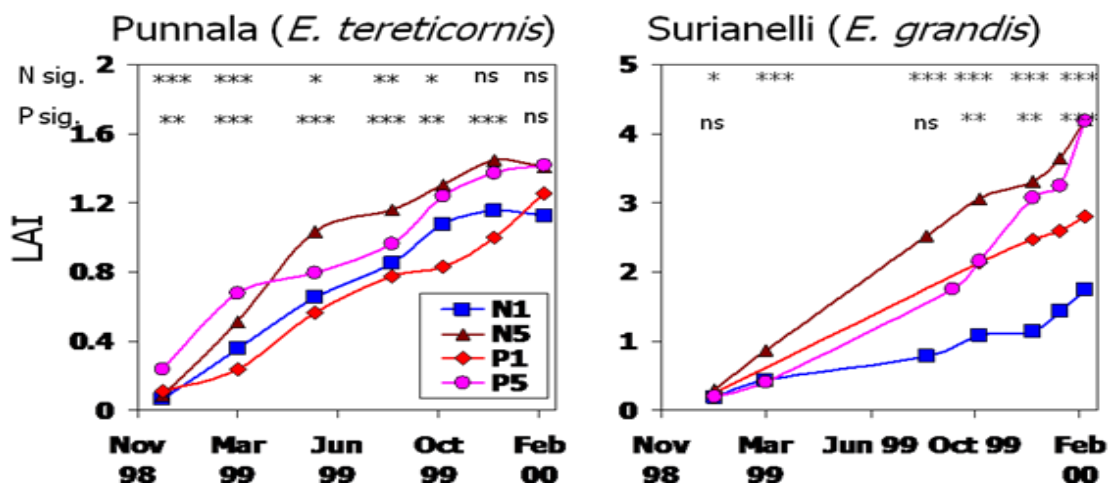 Punnala (E. tereticornis)
N sig. *** *** * ** * ns ns
P sig. ** *** *** *** ** *** ns
2
1.6
1.2
0.8
0.4
0
LAI
N1
N5
P1
P5
Nov 98
Mar 99
Jun 99
Oct 99
Feb 00
Surianelli (E. grandis)
* *** *** *** *** ***
ns ns ** ** ***
5
4
3
2
1
0
Nov 98
Mar 99
Jun 99
Oct 99
Feb 00